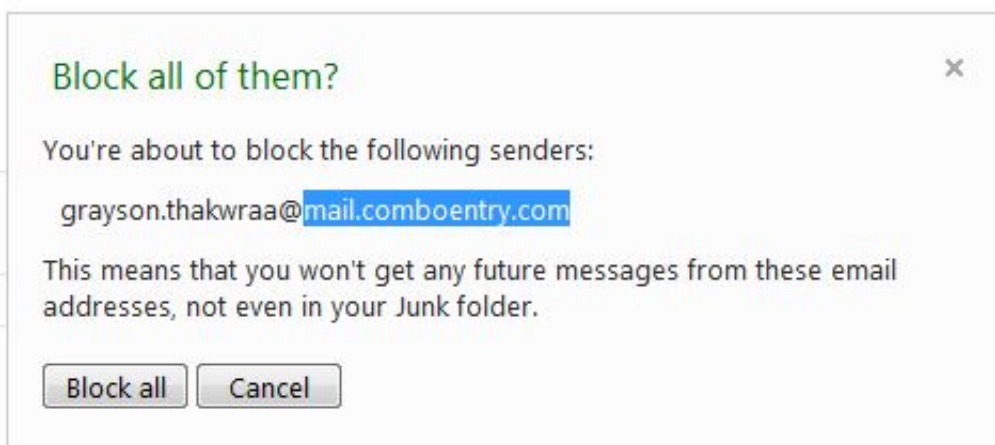 Block all of them?
You're about to block the following senders:
grayson.thakwraa@mail.comboentry.com
This means that you won't get any future messages from these email
addresses, not even in your Junk folder.
Block all Cancel